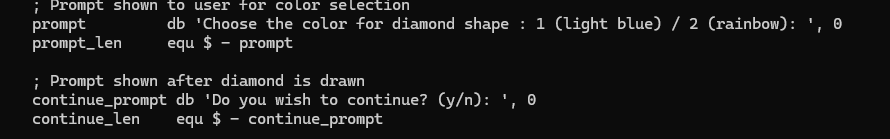 ; Prompt shown to user for color selection
prompt         db 'Choose the color for diamond shape : 1 (light blue) / 2 (rainbow): ', 0
prompt_len     equ $ - prompt
; Prompt shown after diamond is drawn
continue_prompt db 'Do you wish to continue? (y/n): ', 0
continue_len    equ $ - continue_prompt